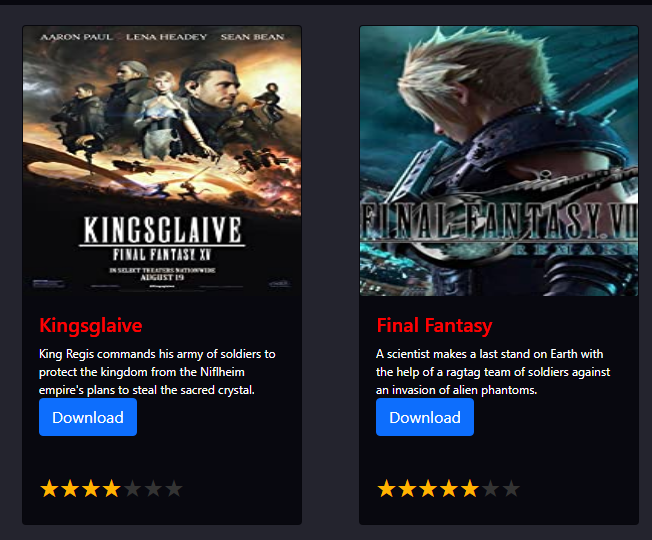 AARON PAUL LENA HEADEY SEAN BEAN
KINGSGLAIVE
FINAL FANTASY XV
IN SELECT THEATERS NATIONWIDE
AUGUST 19
FINAL FANTASY VII
REMAKE
Kingsglaive
King Regis commands his army of soldiers to
protect the kingdom from the Niflheim
empire's plans to steal the sacred crystal.
Download
Final Fantasy
A scientist makes a last stand on Earth with
the help of a ragtag team of soldiers against
an invasion of alien phantoms.
Download